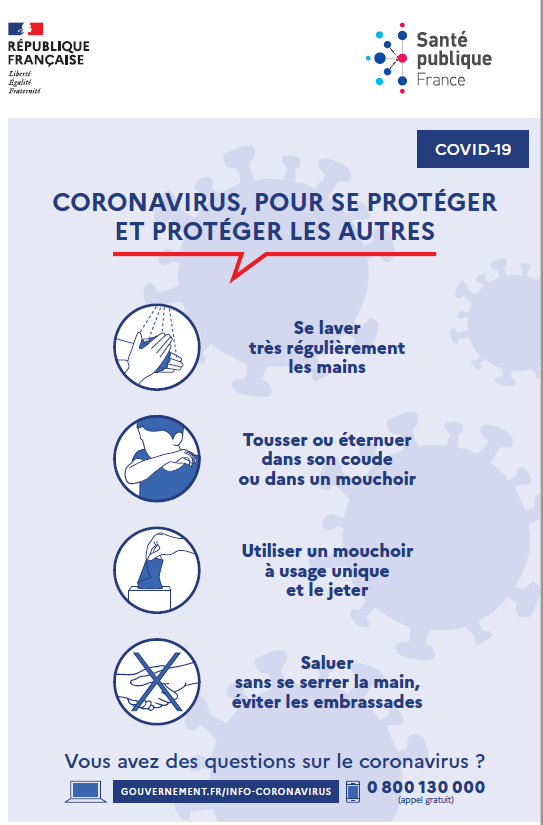 RÉPUBLIQUE
FRANÇAISE
Liberté
Égalité
Fraternité
Santé
publique
France
COVID-19
CORONAVIRUS, POUR SE PROTÉGER
ET PROTÉGER LES AUTRES
Se laver
très régulièrement
les mains
Tousser ou éternuer
dans son coude
ou dans un mouchoir
Utiliser un mouchoir
à usage unique
et le jeter
Saluer
sans se serrer la main,
éviter les embrassades
Vous avez des questions sur le coronavirus ?
GOUVERNEMENT.FR/INFO-CORONAVIRUS
0 800 130 000
(appel gratuit)